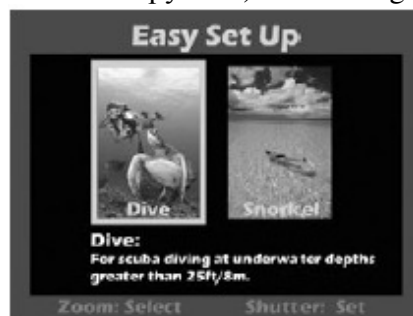 Easy Set Up
Dive
Snorkel
Dive:
For scuba diving at underwater depths
greater than 25ft/8m.
Zoom: Select
Shutter: Set